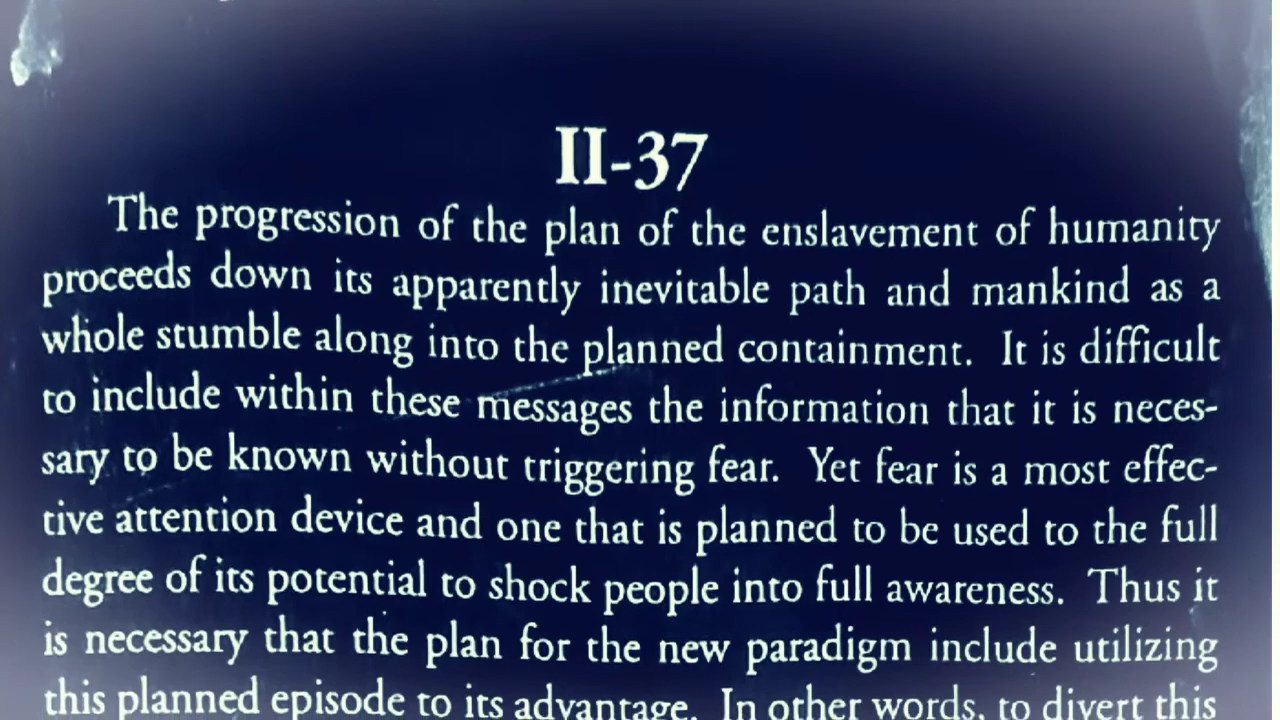 II-37
The progression of the plan of the enslavement of humanity
proceeds down its apparently inevitable path and mankind as a
whole stumble along into the planned containment. It is difficult
to include within these messages the information that it is neces-
sary to be known without triggering fear. Yet fear is a most effec-
tive attention device and one that is planned to be used to the full
degree of its potential to shock people into full awareness. Thus it
is necessary that the plan for the new paradigm include utilizing
this planned episode to its advantage. In other words, to divert this